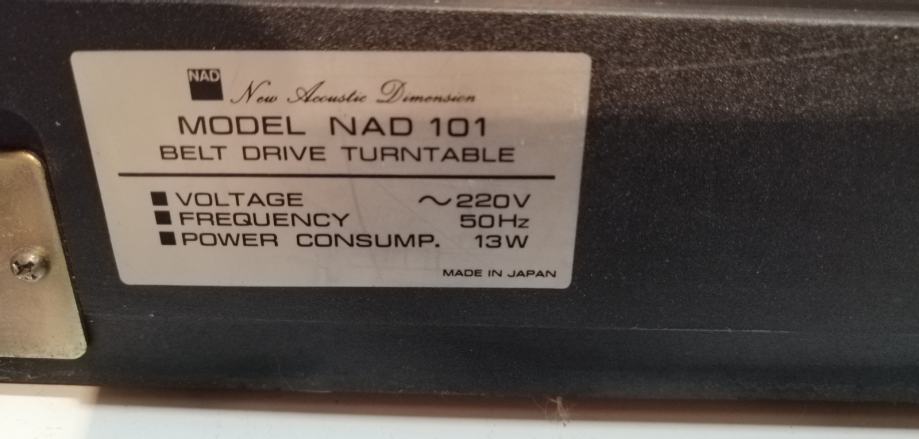 NAD
New Acoustic Dimension
MODEL NAD 101
BELT DRIVE TURNTABLE
■ VOLTAGE ~220V
■ FREQUENCY 50Hz
■ POWER CONSUMP. 13W
MADE IN JAPAN